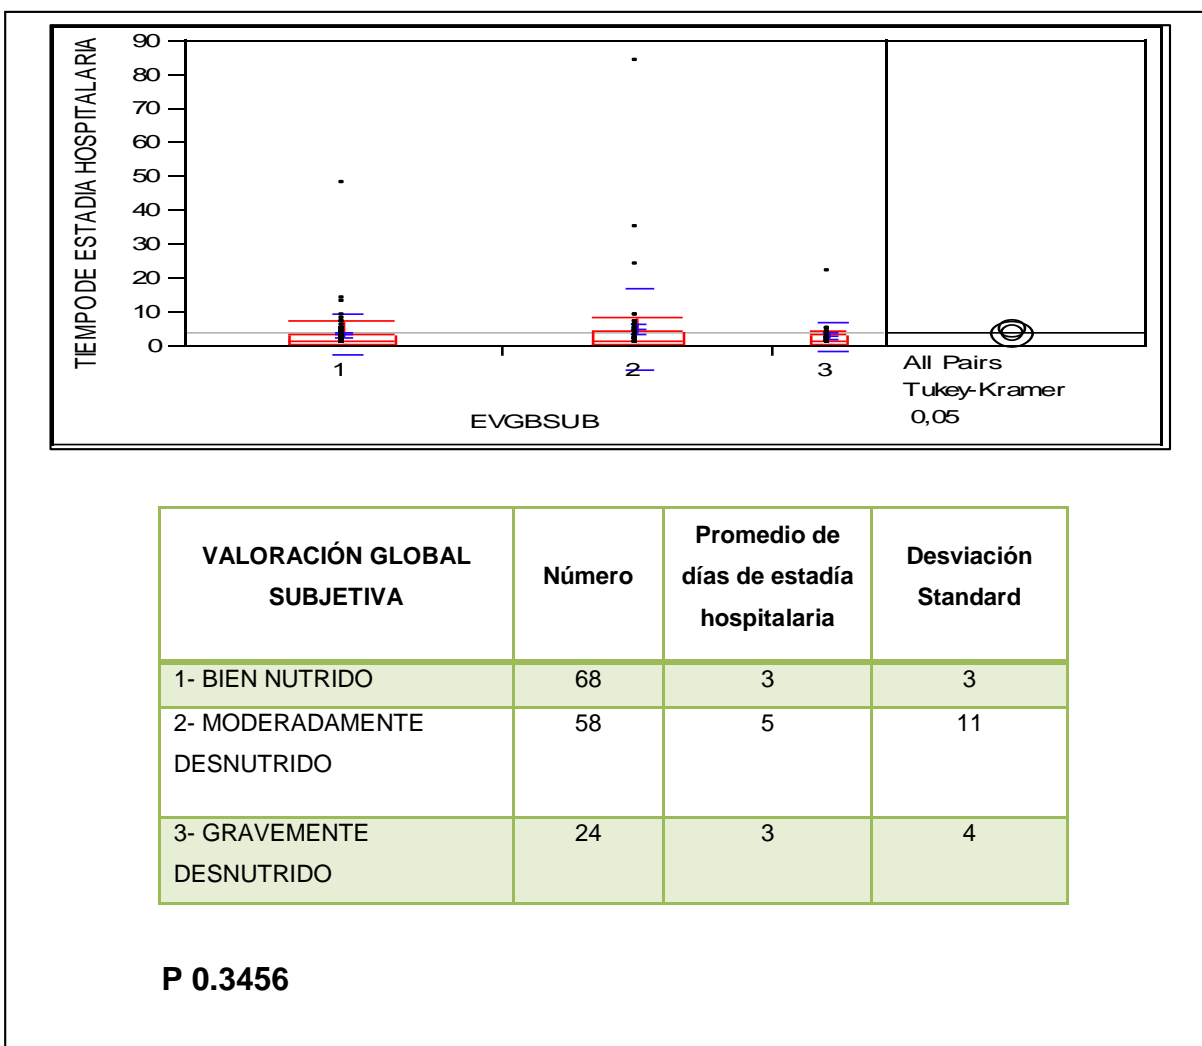 TIEMPO DE ESTADIA HOSPITALARIA
90
80
70
60
50
40
30
20
10
0
1
2
3
EVGBSUB
All Pairs
Tukey-Kramer
0,05
VALORACIÓN GLOBAL
SUBJETIVA
Número
Promedio de
días de estadía
hospitalaria
Desviación
Standard
1- BIEN NUTRIDO 68 3 3
2- MODERADAMENTE 58 5 11
DESNUTRIDO
3- GRAVEMENTE 24 3 4
DESNUTRIDO
P 0.3456